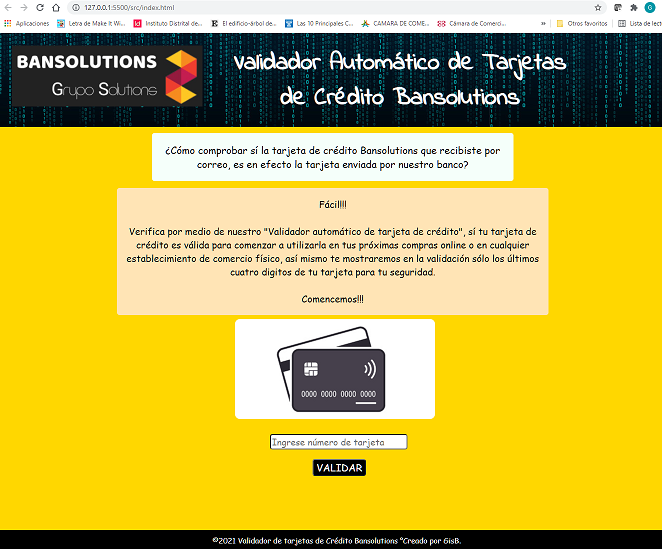 127.0.0.1:5500/src/index.html
G
Aplicaciones Letra de Make It Wi... Instituto Distrital de... El edificio-árbol de... Las 10 Principales C... CAMARA DE COME... Cámara de Comerci... » Otros favoritos Lista de lect
BANSOLUTIONS
Grupo Solutions
Validador Automático de Tarjetas
de Crédito Bansolutions
¿Cómo comprobar sí la tarjeta de crédito Bansolutions que recibiste por
correo, es en efecto la tarjeta enviada por nuestro banco?
Fácil!!!
Verifica por medio de nuestro "Validador automático de tarjeta de crédito", sí tu tarjeta de
crédito es válida para comenzar a utilizarla en tus próximas compras online o en cualquier
establecimiento de comercio físico, así mismo te mostraremos en la validación sólo los últimos
cuatro digitos de tu tarjeta para tu seguridad.
Comencemos!!!
0000 0000 0000 0000
Ingrese número de tarjeta
VALIDAR
©2021 Validador de tarjetas de Crédito Bansolutions °Creado por GisB.